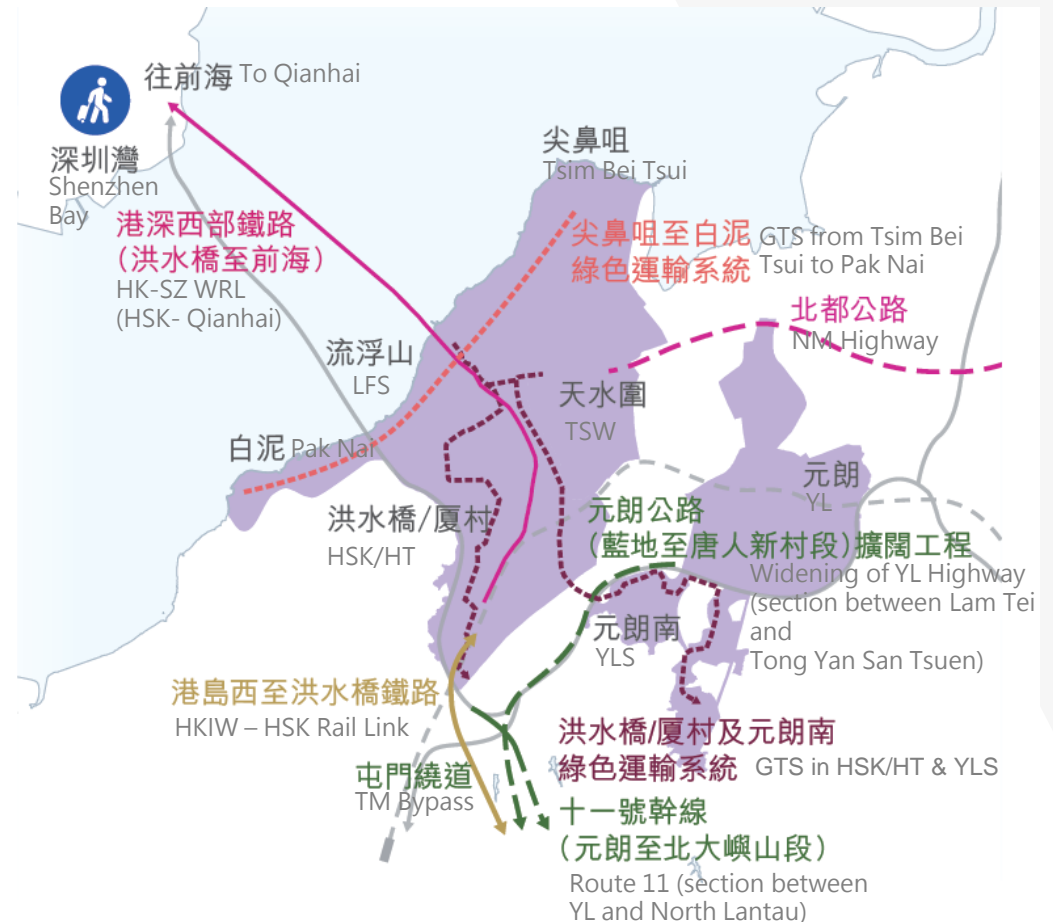 往前海 To Qianhai
深圳灣
Shenzhen
Bay
尖鼻咀
Tsim Bei Tsui
港深西部鐵路
（洪水橋至前海）
HK-SZ WRL
(HSK- Qianhai)
尖鼻咀至白泥
綠色運輸系統
GTS from Tsim Bei
Tsui to Pak Nai
北都公路
NM Highway
流浮山
LFS
天水圍
TSW
白泥 Pak Nai
元朗
YL
洪水橋/厦村
HSK/HT
元朗公路
（藍地至唐人新村段）擴闊工程
Widening of YL Highway
(section between Lam Tei
and
Tong Yan San Tsuen)
元朗南
YLS
港島西至洪水橋鐵路
HKIW – HSK Rail Link
洪水橋/厦村及元朗南
綠色運輸系統 GTS in HSK/HT & YLS
屯門繞道
TM Bypass
十一號幹線
（元朗至北大嶼山段）
Route 11 (section between
YL and North Lantau)